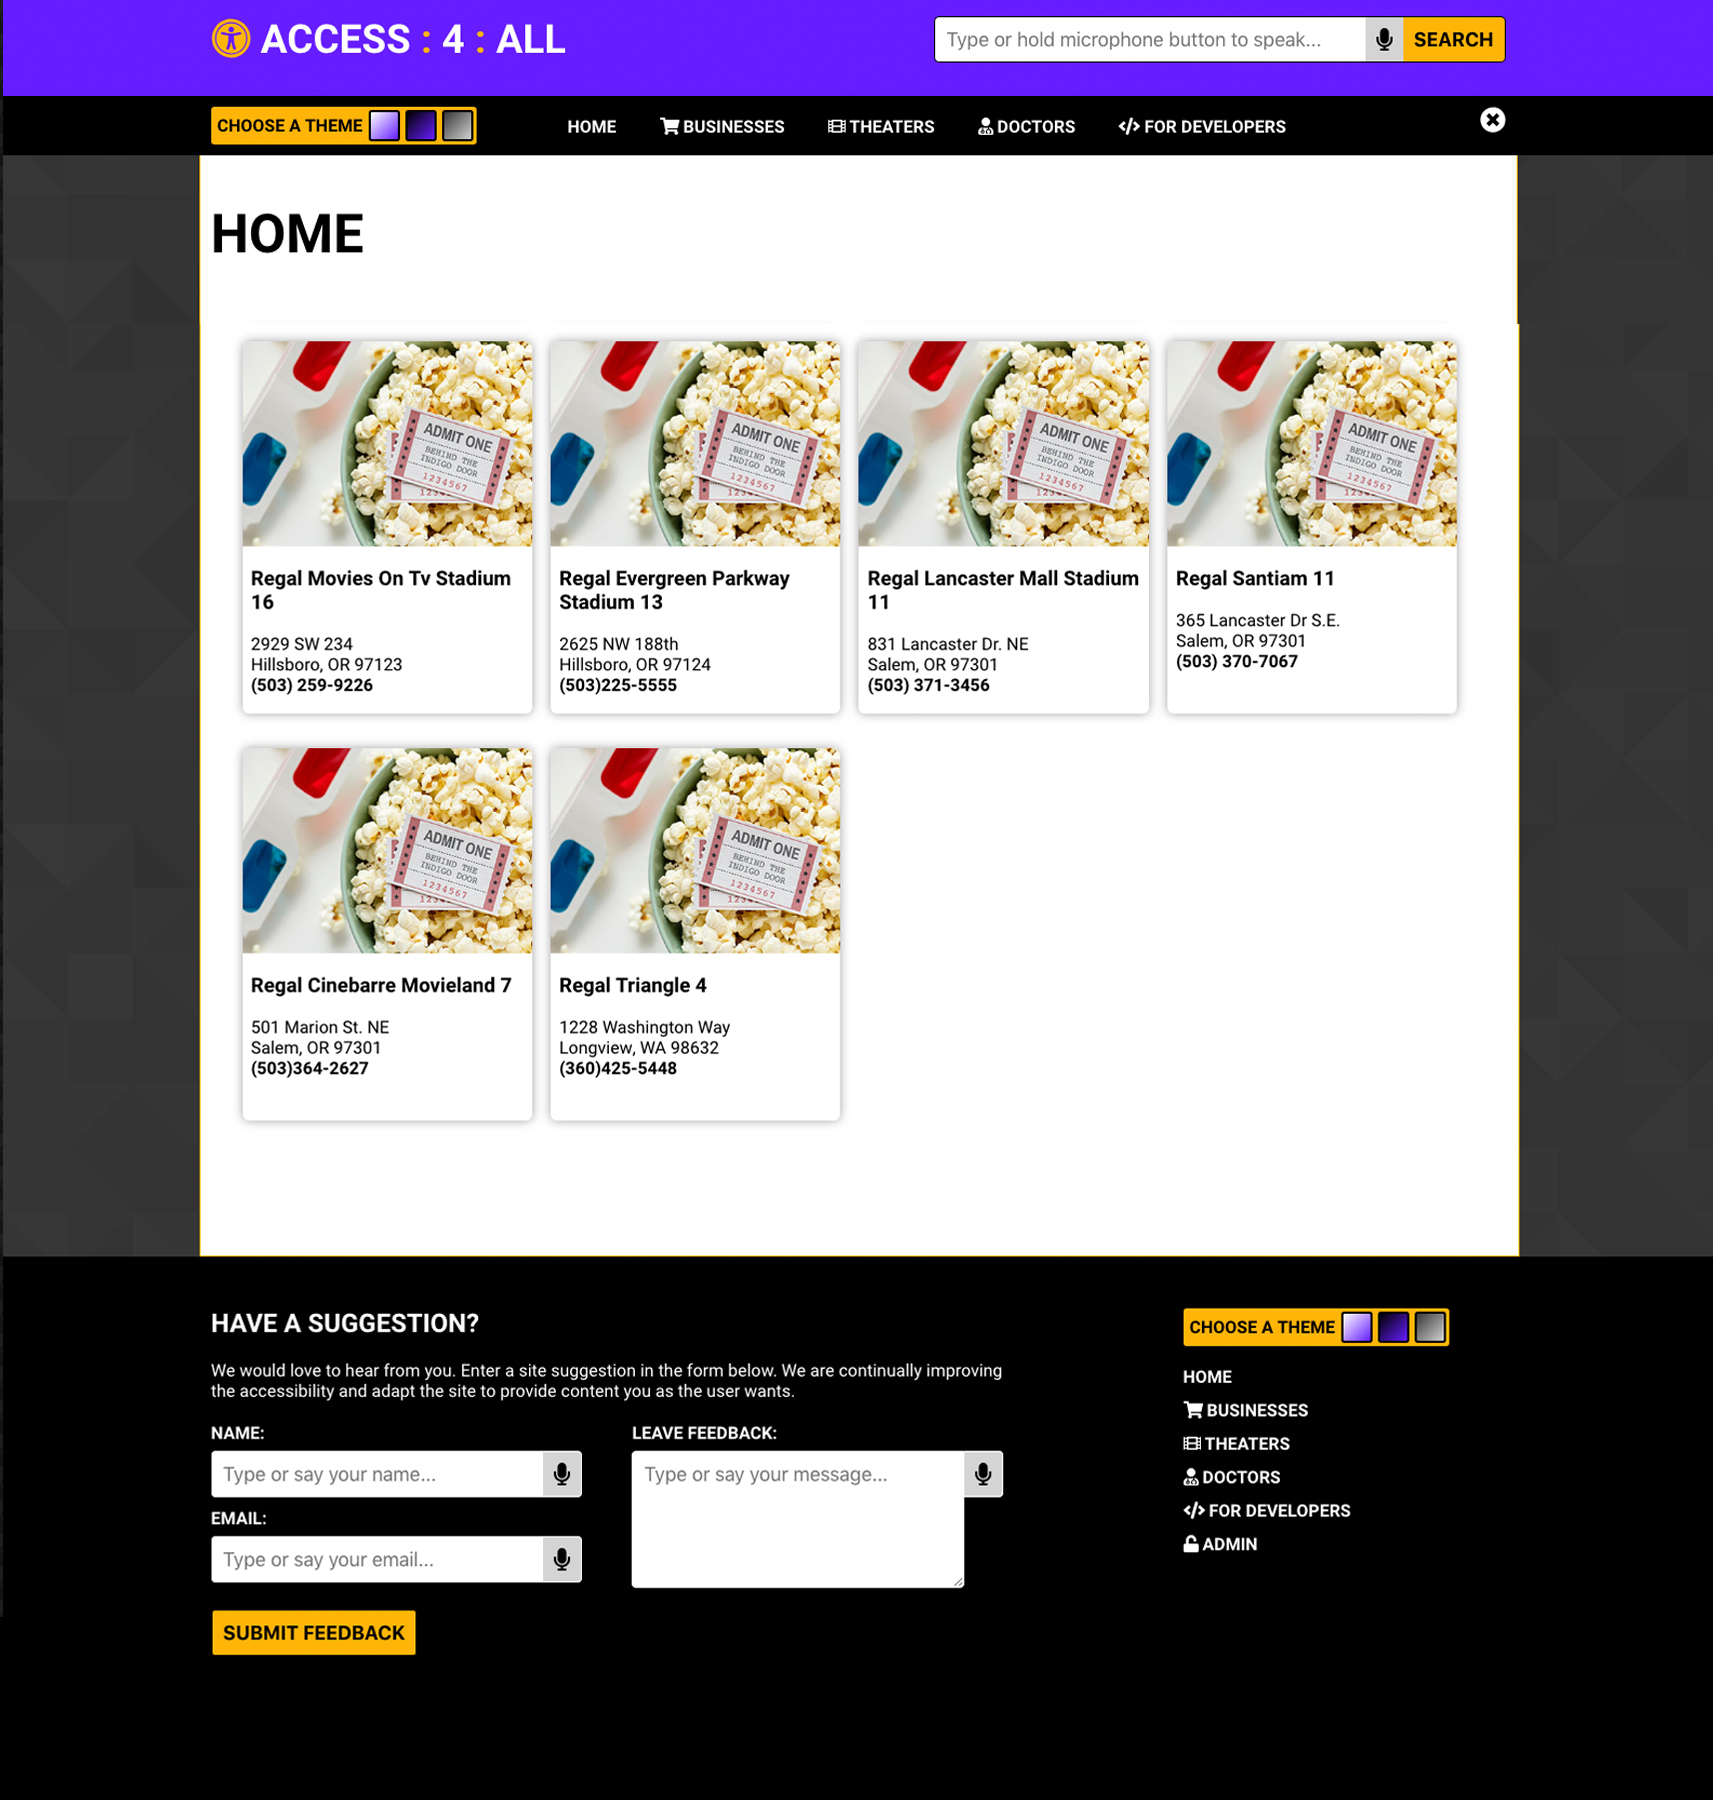 ACCESS : 4 : ALL
Type or hold microphone button to speak...
SEARCH
CHOOSE A THEME
HOME
BUSINESSES
THEATERS
DOCTORS
FOR DEVELOPERS
HOME
ADMIT ONE
BEHIND THE
INDIGO DOOR
1234567
ADMIT ONE
BEHIND THE
INDIGO DOOR
1234567
ADMIT ONE
BEHIND THE
INDIGO DOOR
1234567
ADMIT ONE
BEHIND THE
INDIGO DOOR
1234567
Regal Movies On Tv Stadium
16
2929 SW 234
Hillsboro, OR 97123
(503) 259-9226
Regal Evergreen Parkway
Stadium 13
2625 NW 188th
Hillsboro, OR 97124
(503)225-5555
Regal Lancaster Mall Stadium
11
831 Lancaster Dr. NE
Salem, OR 97301
(503) 371-3456
Regal Santiam 11
365 Lancaster Dr S.E.
Salem, OR 97301
(503) 370-7067
ADMIT ONE
BEHIND THE
INDIGO DOOR
1234567
ADMIT ONE
BEHIND THE
INDIGO DOOR
1234567
Regal Cinebarre Movieland 7
501 Marion St. NE
Salem, OR 97301
(503)364-2627
Regal Triangle 4
1228 Washington Way
Longview, WA 98632
(360)425-5448
HAVE A SUGGESTION?
We would love to hear from you. Enter a site suggestion in the form below. We are continually improving
the accessibility and adapt the site to provide content you as the user wants.
NAME:
Type or say your name...
EMAIL:
Type or say your email...
LEAVE FEEDBACK:
Type or say your message...
SUBMIT FEEDBACK
CHOOSE A THEME
HOME
BUSINESSES
THEATERS
DOCTORS
FOR DEVELOPERS
ADMIN